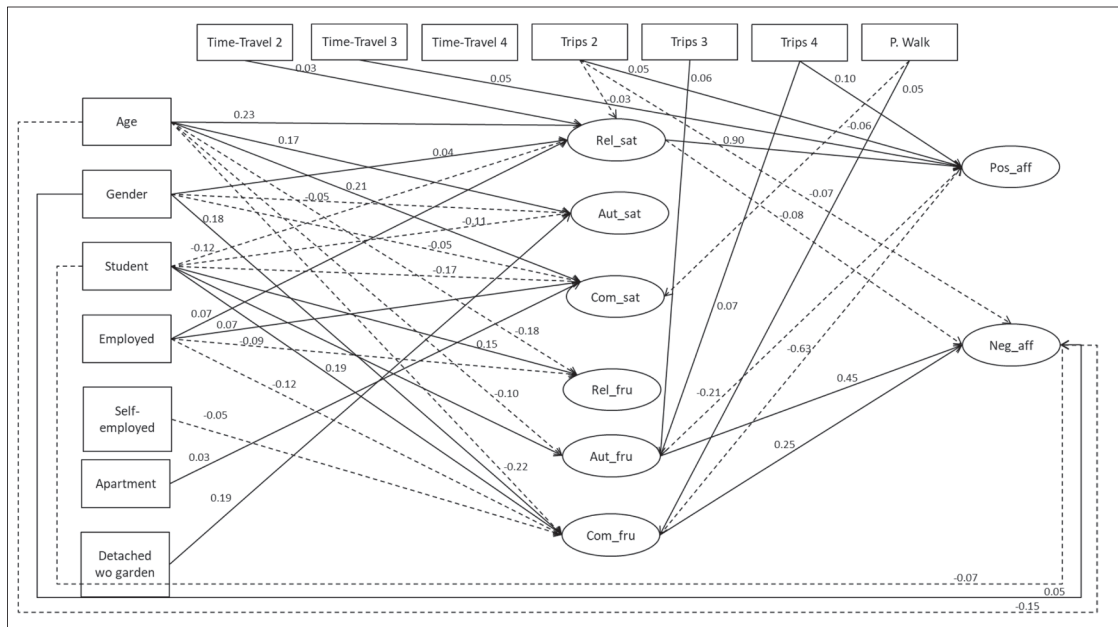 Time-Travel 2
Time-Travel 3
Time-Travel 4
Trips 2
Trips 3
Trips 4
P. Walk
0.03
0.05
0.05
0.06
0.10
0.05
-0.03
Age
0.23
Rel_sat
-0.06
0.17
0.90
0.04
Pos_aff
Gender
0.21
-0.05
-0.07
0.18
-0.11
Aut_sat
-0.08
-0.12
-0.05
Student
-0.17
Com_sat
0.07
0.07
0.07
Employed
-0.09
-0.18
0.15
-0.63
Neg_aff
0.19
-0.12
Rel_fru
0.45
-0.10
-0.21
Self-
employed
-0.05
0.25
Aut_fru
0.03
-0.22
Apartment
0.19
Com_fru
Detached
wo garden
-0.07
0.05
-0.15